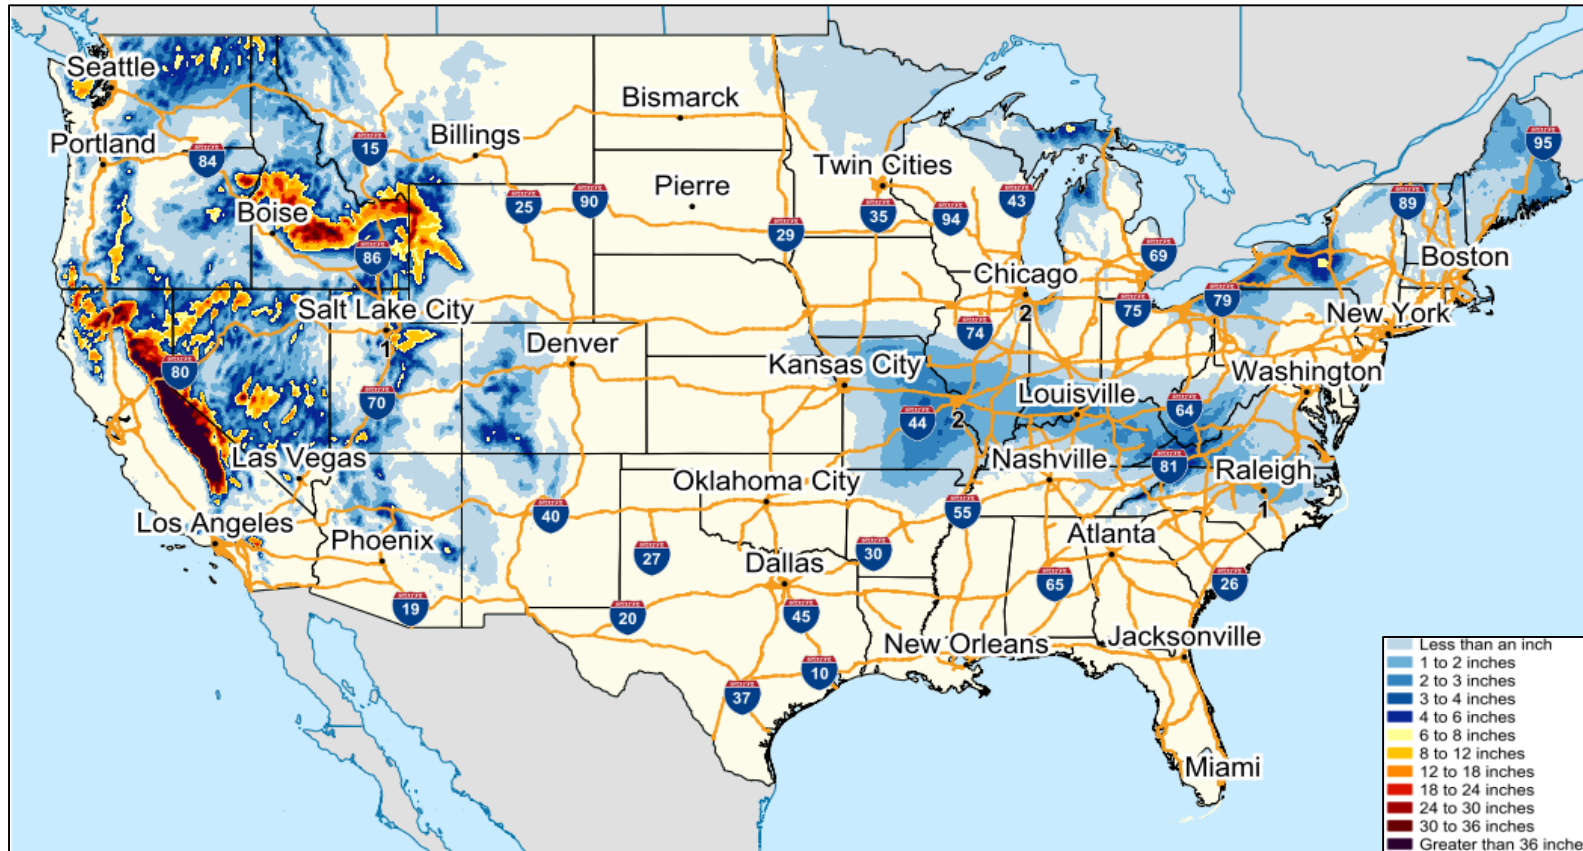 Seattle
Portland
84
15
Billings
Bismarck
Pierre
25
90
29
Twin Cities
35
94
43
69
89
95
Boston
Boise
86
Salt Lake City
1
80
70
Denver
Chicago
2
74
75
79
New York
Kansas City
Louisville
Washington
44
2
64
81
Las Vegas
Nashville
Raleigh
1
Oklahoma City
Los Angeles
Phoenix
40
27
30
55
Atlanta
Dallas
65
26
19
20
45
New Orleans
Jacksonville
10
37
Miami
Less than an inch
1 to 2 inches
2 to 3 inches
3 to 4 inches
4 to 6 inches
6 to 8 inches
8 to 12 inches
12 to 18 inches
18 to 24 inches
24 to 30 inches
30 to 36 inches
Greater than 36 inche